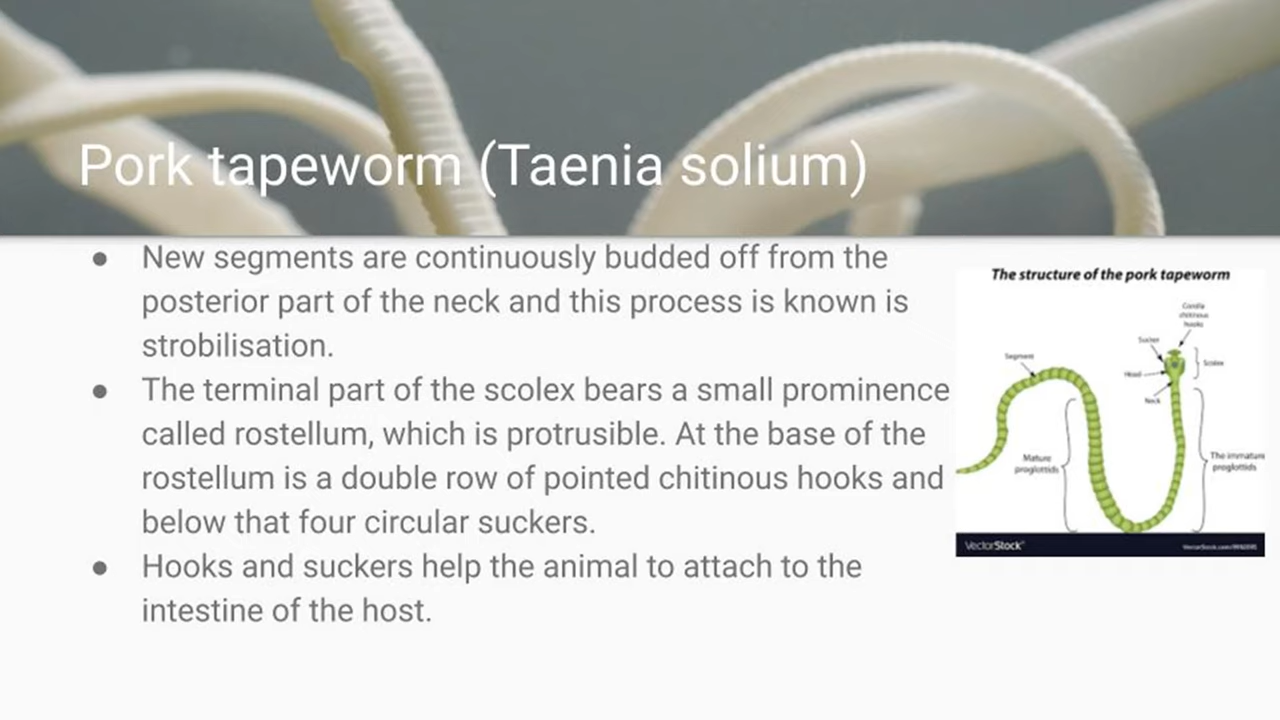 Pork tapeworm (Taenia solium)
● New segments are continuously budded off from the
posterior part of the neck and this process is known is
strobilisation.
● The terminal part of the scolex bears a small prominence
called rostellum, which is protrusible. At the base of the
rostellum is a double row of pointed chitinous hooks and
below that four circular suckers.
● Hooks and suckers help the animal to attach to the
intestine of the host.
The structure of the pork tapeworm
chitinous
hooks
Sucker
Segment
Scolex
Head
Neck
Mature
proglottids
The immature
proglottids
VectorStock